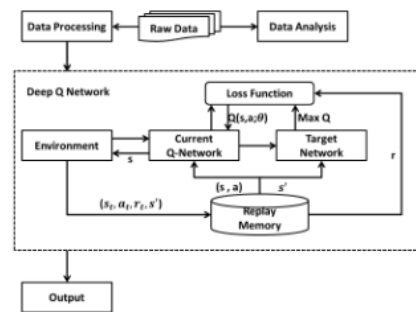 Data Processing
Raw Data
Data Analysis
Deep Q Network
Loss Function
Q(s,a;θ)
Max Q
Environment
Current
Q-Network
Target
Network
s
r
(s , a)
s'
(sₜ, aₜ, rₜ, s')
Replay
Memory
Output